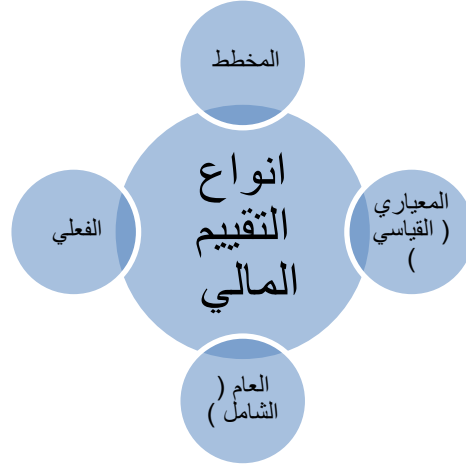 المخطط
انواع
التقييم
المالي
المعياري
( القياسي
)
الفعلي
العام (
الشامل )